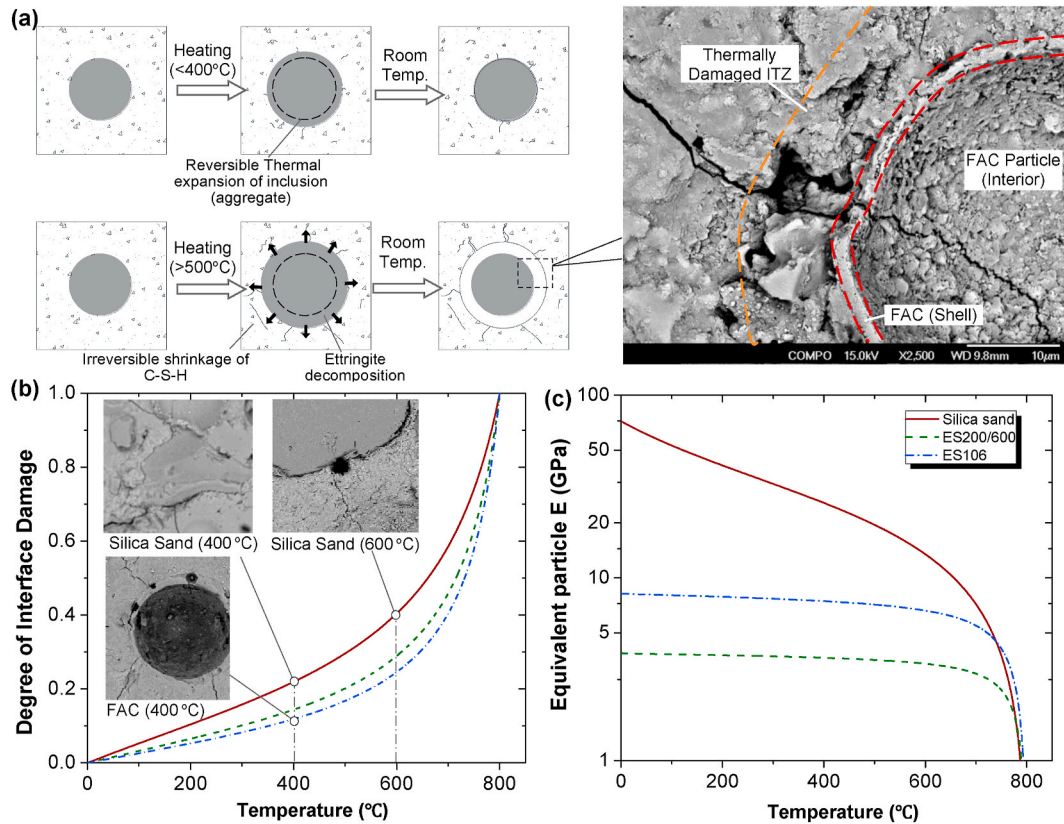 (a)
Heating
(<400°C)
Room
Temp.
Reversible Thermal
expansion of inclusion
(aggregate)
Heating
(>500°C)
Room
Temp.
Irreversible shrinkage of
C-S-H
Ettringite
decomposition
Thermally
Damaged ITZ
FAC Particle
(Interior)
FAC (Shell)
COMPO 15.0kV X2,500 WD 9.8mm 10μm
(b)
Degree of Interface Damage
1.0
0.8
0.6
0.4
0.2
0.0
Silica Sand (400°C)
Silica Sand (600°C)
FAC (400°C)
0 200 400 600 800
Temperature (℃)
(c)
Equivalent particle E (GPa)
100
50
20
10
5
1
Silica sand
ES200/600
ES106
0 200 400 600 800
Temperature (℃)